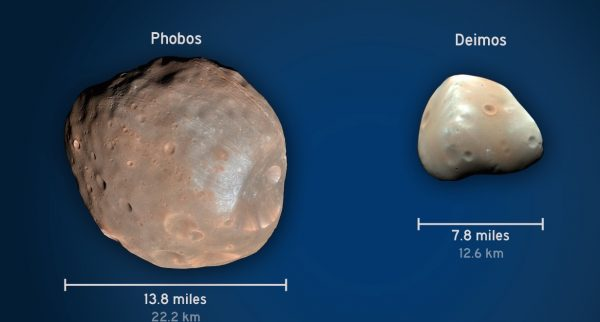 Phobos
Deimos
7.8 miles
12.6 km
13.8 miles
22.2 km